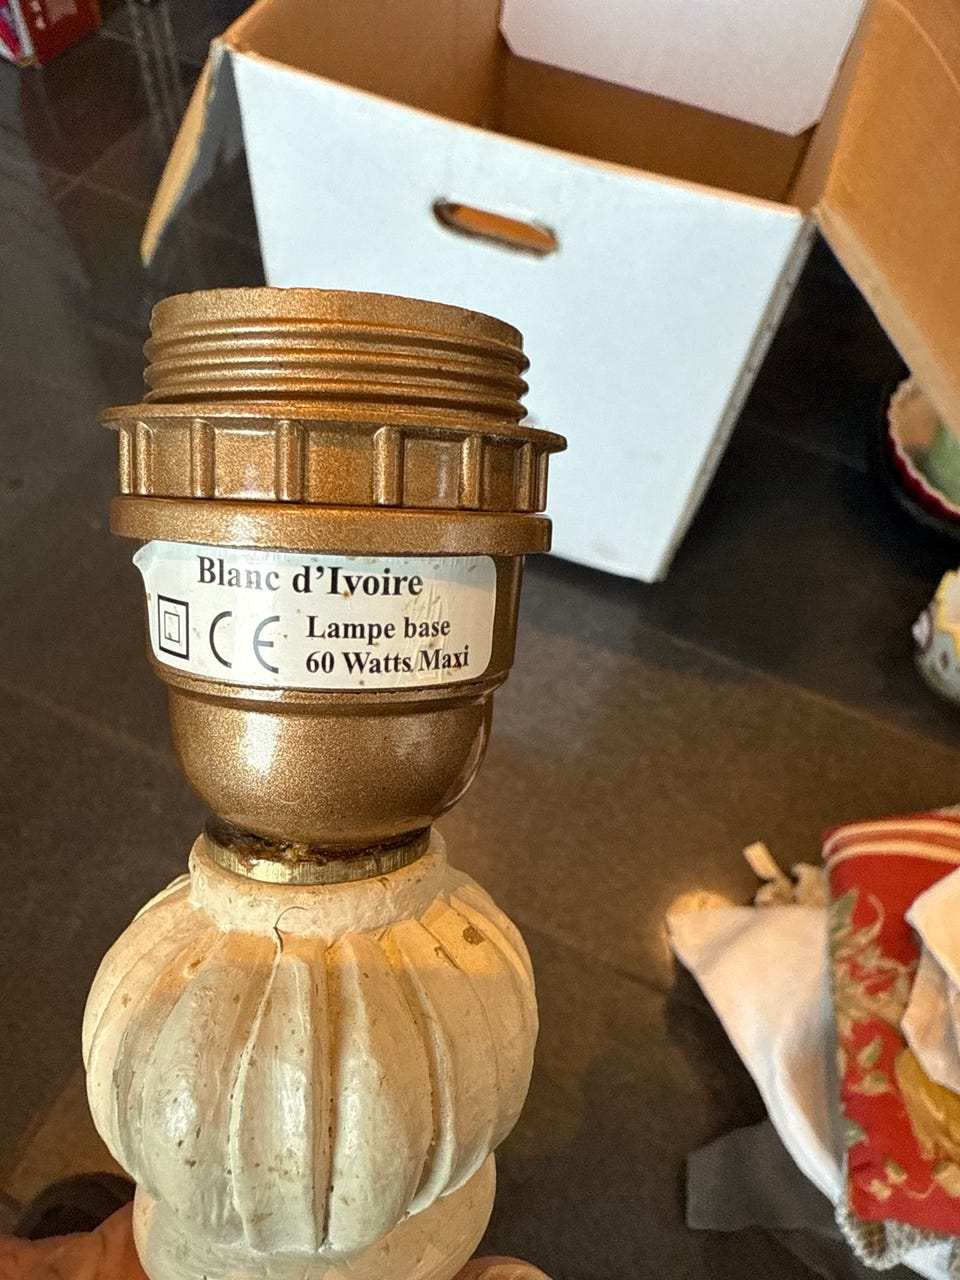 Blanc d'Ivoire
CE Lampe base
60 Watts Maxi